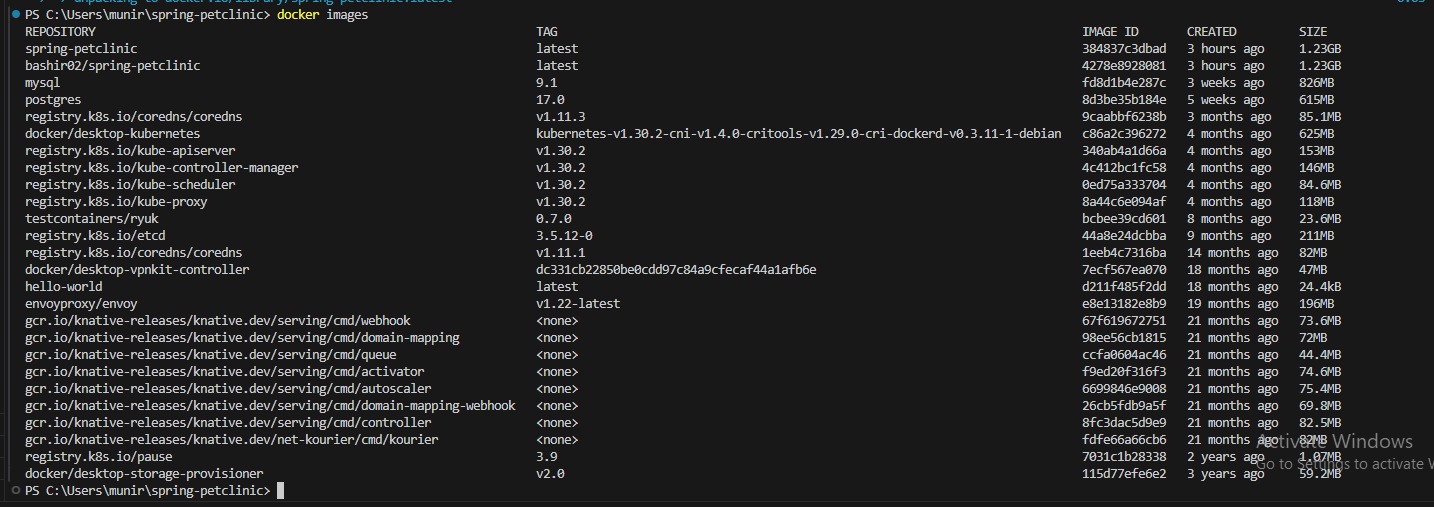 PS C:\Users\munir\spring-petclinic> docker images
REPOSITORY TAG IMAGE ID CREATED SIZE
spring-petclinic latest 384837c3dbad 3 hours ago 1.23GB
bashir02/spring-petclinic latest 4278e8928081 3 hours ago 1.23GB
mysql 9.1 fd8d1b4e287c 3 weeks ago 826MB
postgres 17.0 8d3be35b184e 5 weeks ago 615MB
registry.k8s.io/coredns/coredns v1.11.3 9caabbf6238b 3 months ago 85.1MB
docker/desktop-kubernetes kubernetes-v1.30.2-cni-v1.4.0-critools-v1.29.0-cri-dockerd-v0.3.11-1-debian c86a2c396272 4 months ago 625MB
registry.k8s.io/kube-apiserver v1.30.2 340ab4a1d66a 4 months ago 153MB
registry.k8s.io/kube-controller-manager v1.30.2 4c412bc1fc58 4 months ago 146MB
registry.k8s.io/kube-scheduler v1.30.2 0ed75a333704 4 months ago 84.6MB
registry.k8s.io/kube-proxy v1.30.2 8a44c6e094af 4 months ago 118MB
testcontainers/ryuk 0.7.0 bcbee39cd601 8 months ago 23.6MB
registry.k8s.io/etcd 3.5.12-0 44a8e24dcbba 9 months ago 211MB
registry.k8s.io/coredns/coredns v1.11.1 1eeb4c7316ba 14 months ago 82MB
docker/desktop-vpnkit-controller dc331cb22850be0cdd97c84a9cfecaf44a1afb6e 7ecf567ea070 18 months ago 47MB
hello-world latest d211f485f2dd 18 months ago 24.4kB
envoyproxy/envoy v1.22-latest e8e13182e8b9 19 months ago 196MB
gcr.io/knative-releases/knative.dev/serving/cmd/webhook <none> 67f619672751 21 months ago 73.6MB
gcr.io/knative-releases/knative.dev/serving/cmd/domain-mapping <none> 98ee56cb1815 21 months ago 72MB
gcr.io/knative-releases/knative.dev/serving/cmd/queue <none> ccfa0604ac46 21 months ago 44.4MB
gcr.io/knative-releases/knative.dev/serving/cmd/activator <none> f9ed20f316f3 21 months ago 74.6MB
gcr.io/knative-releases/knative.dev/serving/cmd/autoscaler <none> 6699846e9008 21 months ago 75.4MB
gcr.io/knative-releases/knative.dev/serving/cmd/domain-mapping-webhook <none> 26cb5fdb9a5f 21 months ago 69.8MB
gcr.io/knative-releases/knative.dev/serving/cmd/controller <none> 8fc3dac5d9e9 21 months ago 82.5MB
gcr.io/knative-releases/knative.dev/net-kourier/cmd/kourier <none> fdfe66a66cb6 21 months ago 82MB
Activate Windows
registry.k8s.io/pause 3.9 7031c1b28338 2 years ago 1.07MB
Go to Settings to activate W
docker/desktop-storage-provisioner v2.0 115d77efe6e2 3 years ago 59.2MB
PS C:\Users\munir\spring-petclinic>